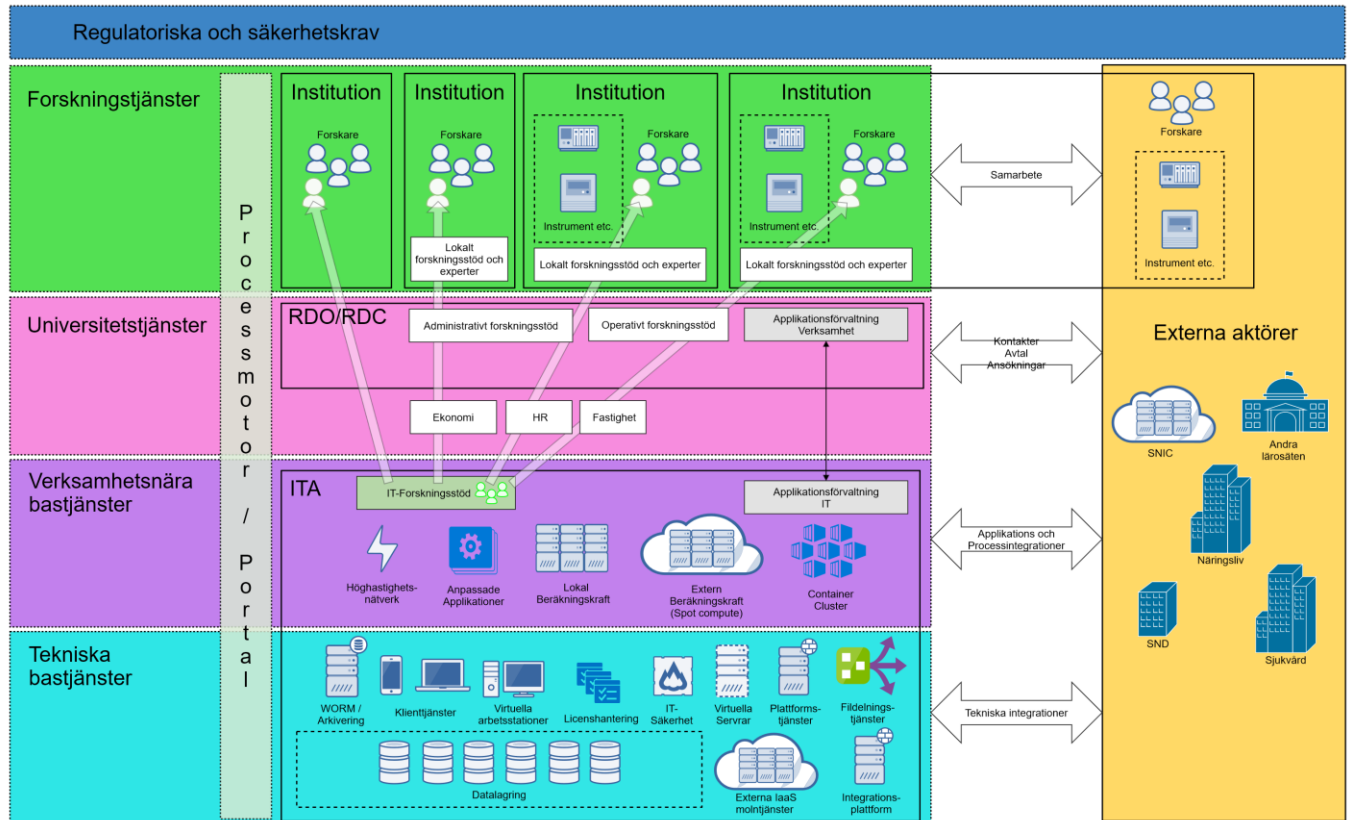 Regulatoriska och säkerhetskrav
Forskningstjänster
Processmotor / Portal
Institution
Forskare
Institution
Forskare
Lokalt
forskningsstöd och
experter
Institution
Forskare
Instrument etc.
Lokalt forskningsstöd och experter
Institution
Forskare
Instrument etc.
Lokalt forskningsstöd och experter
Samarbete
Forskare
Instrument etc.
Universitetstjänster
RDO/RDC
Administrativt forskningsstöd
Operativt forskningsstöd
Applikationsförvaltning
Verksamhet
Ekonomi
HR
Fastighet
Kontakter
Avtal
Ansökningar
Externa aktörer
SNIC
Andra
lärosäten
Näringsliv
SND
Sjukvård
Verksamhetsnära
bastjänster
ITA
IT-Forskningsstöd
Applikationsförvaltning
IT
Höghastighets-
nätverk
Anpassade
Applikationer
Lokal
Beräkningskraft
Extern
Beräkningskraft
(Spot compute)
Container
Cluster
Applikations och
Processintegrationer
Tekniska
bastjänster
WORM /
Arkivering
Klienttjänster
Virtuella
arbetsstationer
Licenshantering
IT-
Säkerhet
Virtuella
Servrar
Plattforms-
tjänster
Fildelnings-
tjänster
Datalagring
Externa IaaS
molntjänster
Integrations-
plattform
Tekniska integrationer